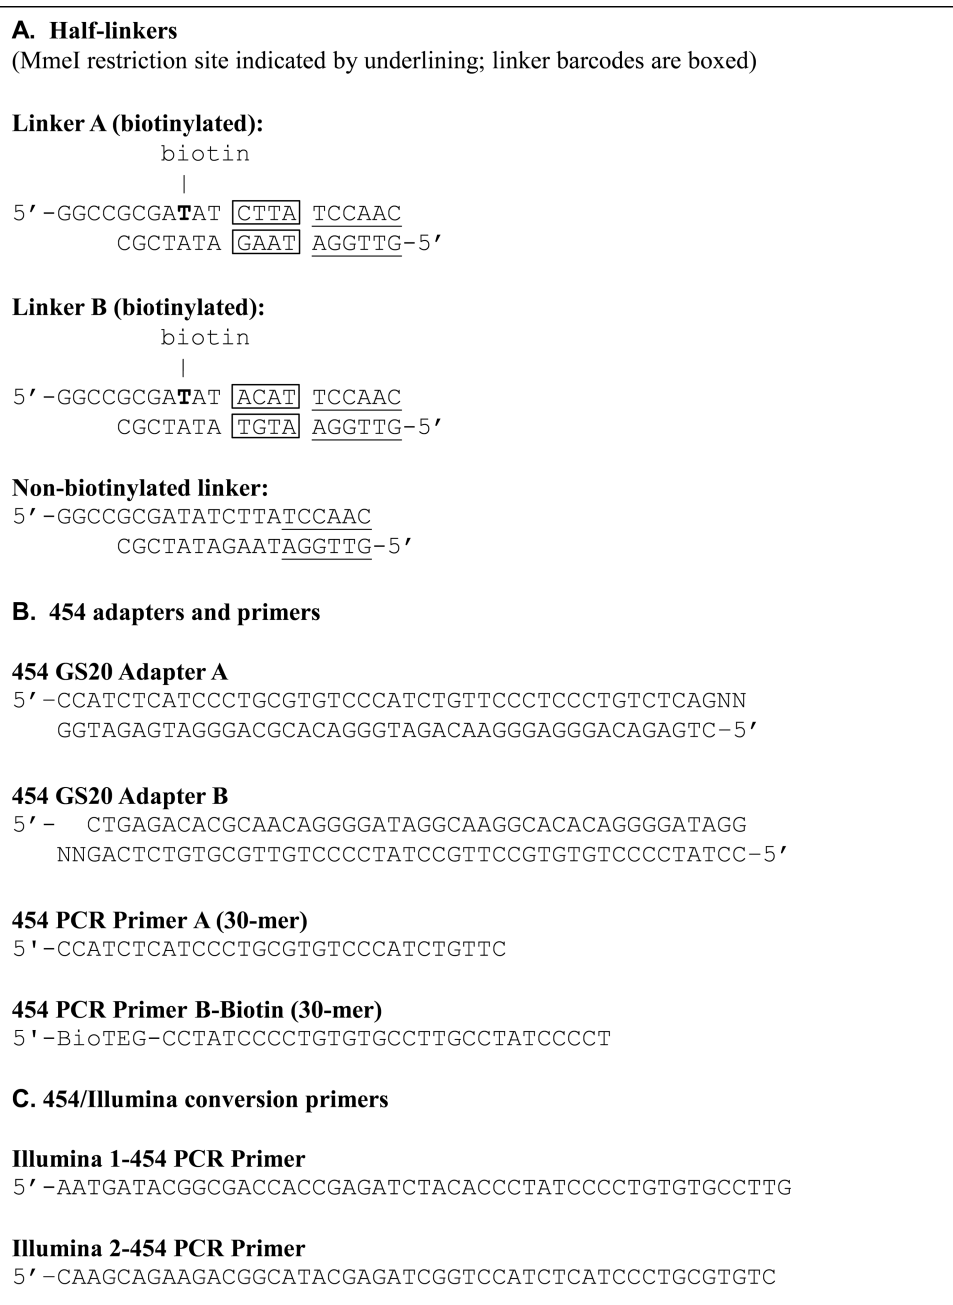 A. Half-linkers
(MmeI restriction site indicated by underlining; linker barcodes are boxed)
Linker A (biotinylated):
biotin
|
5′-GGCCGCGATAT CTTA TCCAAC
CGCTATA GAAT AGGTTG-5′
Linker B (biotinylated):
biotin
|
5′-GGCCGCGATAT ACAT TCCAAC
CGCTATA TGTA AGGTTG-5′
Non-biotinylated linker:
5′-GGCCGCGATATCTTATCCAAC
CGCTATAGAATAGGTTG-5′
B. 454 adapters and primers
454 GS20 Adapter A
5′-CCATCTCATCCCTGCGTGTCCCATCTGTTCCCTCCCTGTCTCAGNN
GGTAGAGTAGGGACGCACAGGGTAGACAAGGGAGGGACAGAGTC-5′
454 GS20 Adapter B
5′- CTGAGACACGCAACAGGGGATAGGCAAGGCACACAGGGGATAGG
NNGACTCTGTGCGTTGTCCCCTATCCGTTCCGTGTGTCCCCTATCC-5′
454 PCR Primer A (30-mer)
5'-CCATCTCATCCCTGCGTGTCCCATCTGTTC
454 PCR Primer B-Biotin (30-mer)
5'-BioTEG-CCTATCCCCTGTGTGCCTTGCCTATCCCCT
C. 454/Illumina conversion primers
Illumina 1-454 PCR Primer
5′-AATGATACGGCGACCACCGAGATCTACACCCTATCCCCTGTGTGCCTTG
Illumina 2-454 PCR Primer
5′-CAAGCAGAAGACGGCATACGAGATCGGTCCATCTCATCCCTGCGTGTC